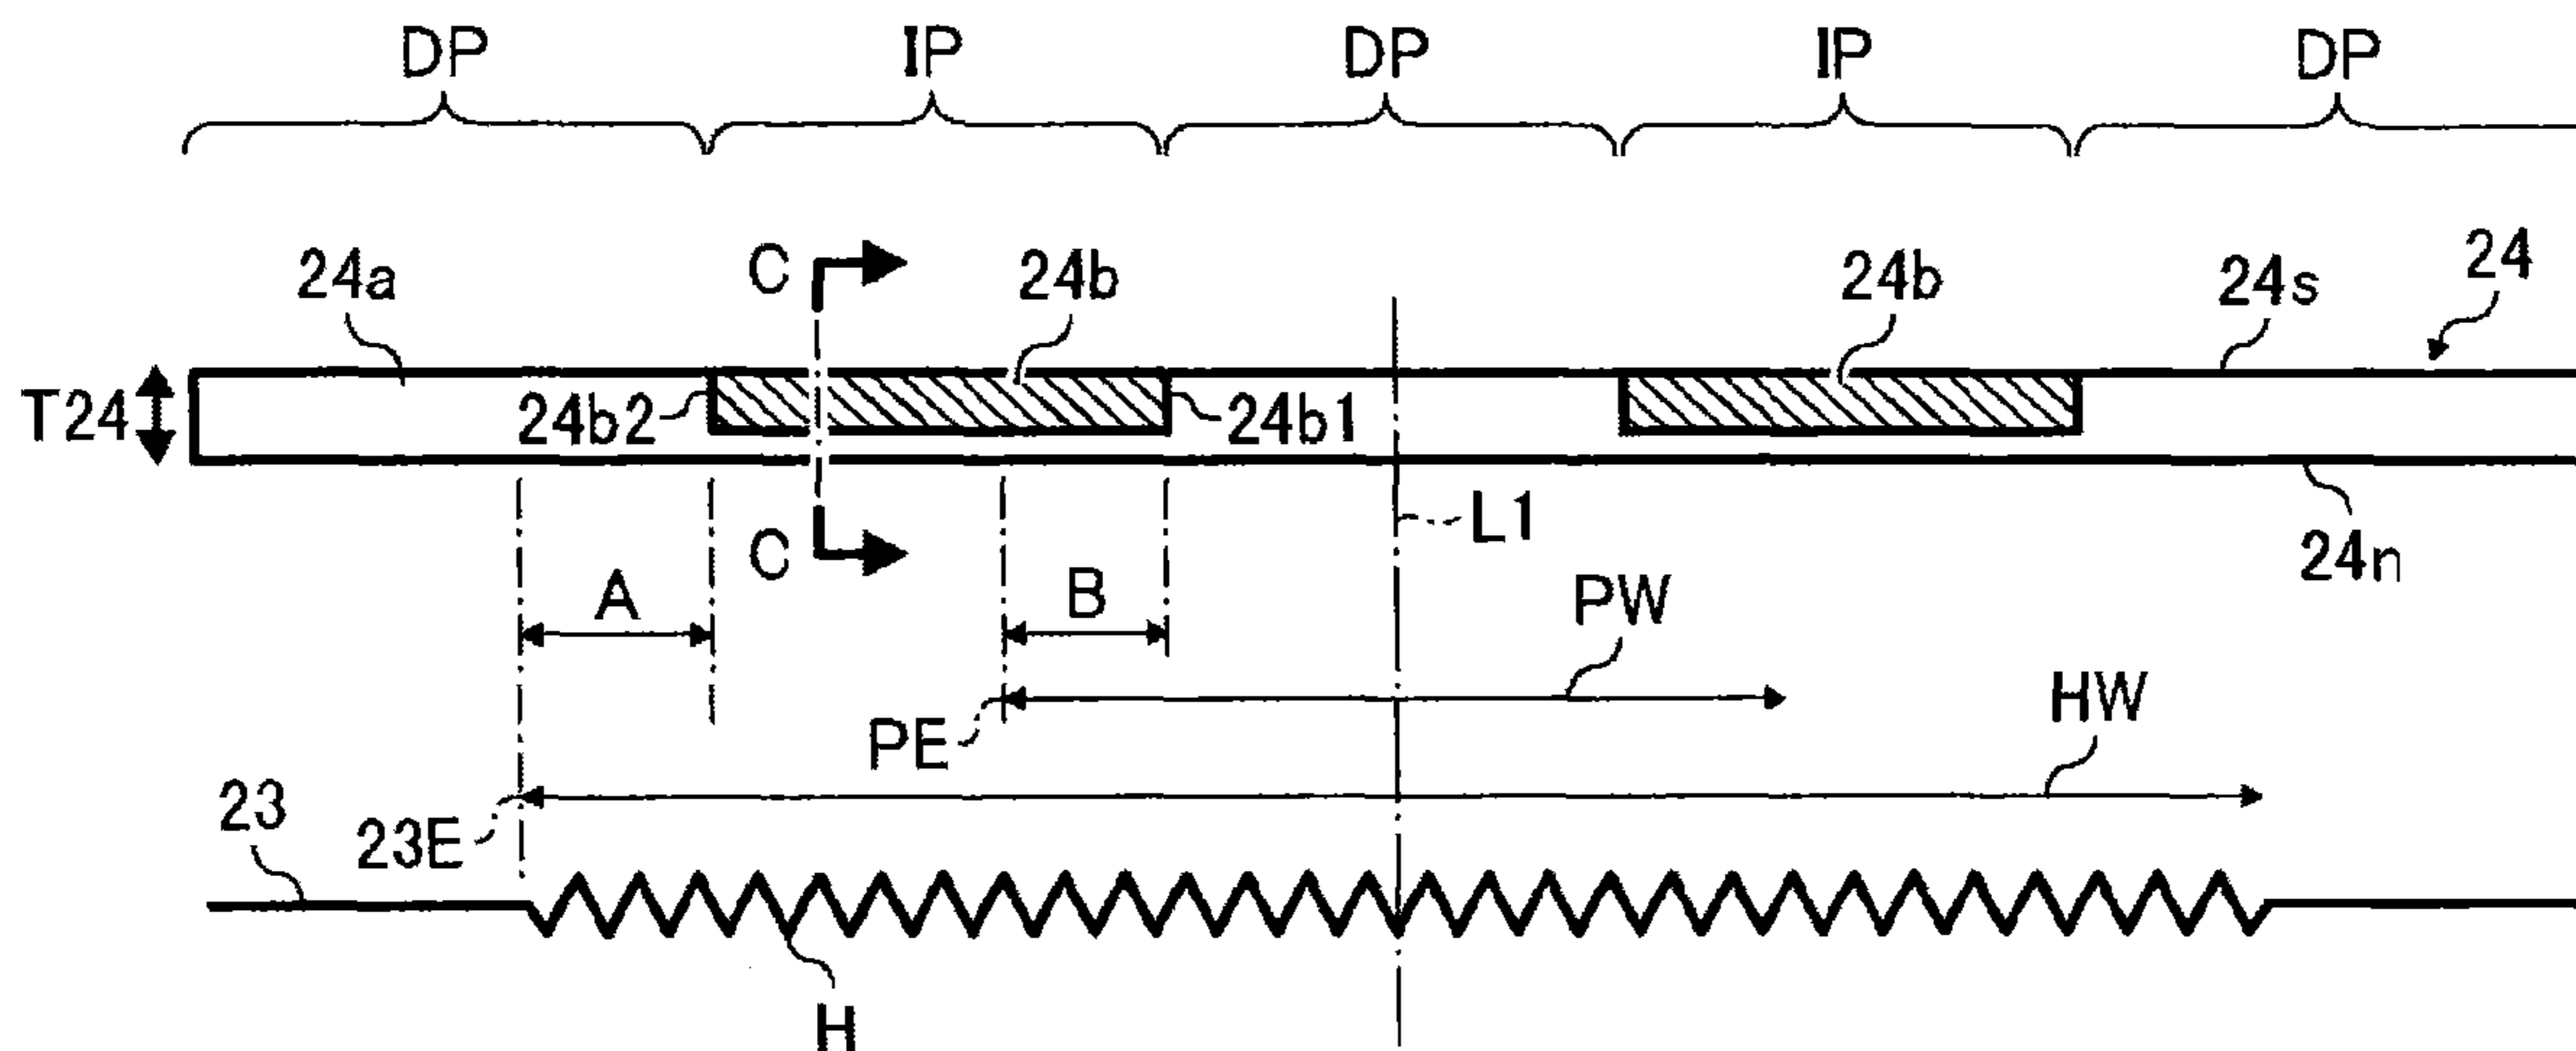 DP IP DP IP DP
24a C 24b 24b 24s 24
T24 24b2 24b1
C L1 24n
A B PW
PE HW
23 23E
H